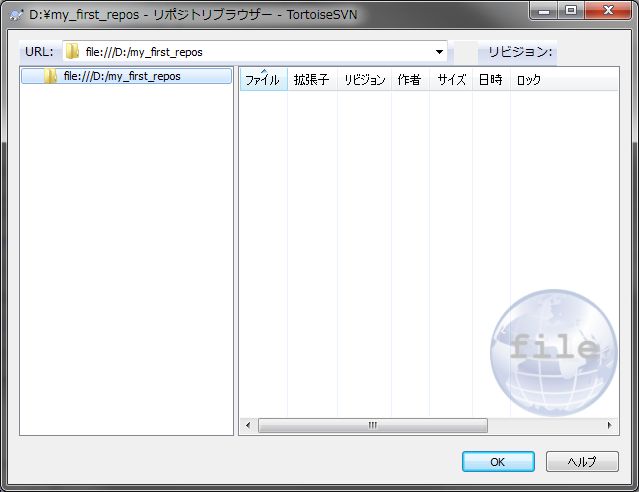 D:¥my_first_repos - リポジトリブラウザー - TortoiseSVN
URL: file:///D:/my_first_repos リビジョン:
file:///D:/my_first_repos
ファイル 拡張子 リビジョン 作者 サイズ 日時 ロック
file
OK ヘルプ